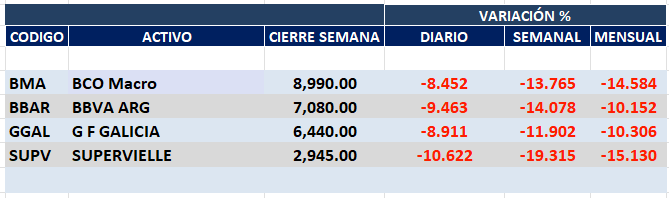 VARIACIÓN %
CODIGO ACTIVO CIERRE SEMANA DIARIO SEMANAL MENSUAL
BMA BCO Macro 8,990.00 -8.452 -13.765 -14.584
BBAR BBVA ARG 7,080.00 -9.463 -14.078 -10.152
GGAL G F GALICIA 6,440.00 -8.911 -11.902 -10.306
SUPV SUPERVIELLE 2,945.00 -10.622 -19.315 -15.130